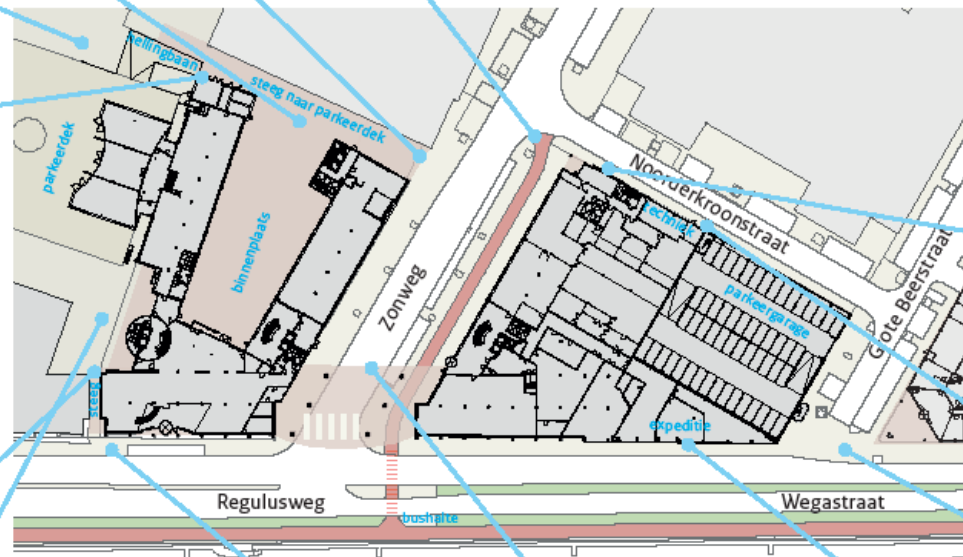 hellingbaan
steeg naar parkeerdek
parkeerdek
Noorderkroonstraat
techniek
binnenplaats
Zonweg
parkeergarage
Grote Beerstraat
steeg
expeditie
Regulusweg
Wegastraat
bushalte